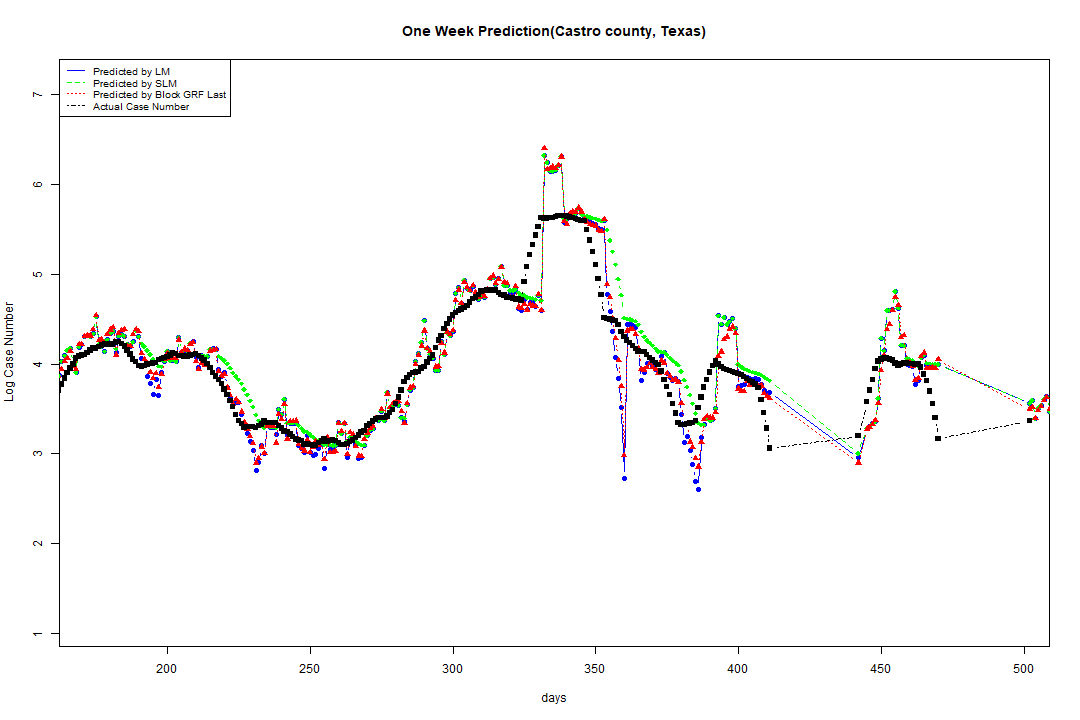 One Week Prediction(Castro county, Texas)
Predicted by LM
Predicted by SLM
Predicted by Block GRF Last
Actual Case Number
7
6
5
4
3
2
1
Log Case Number
200 250 300 350 400 450 500
days